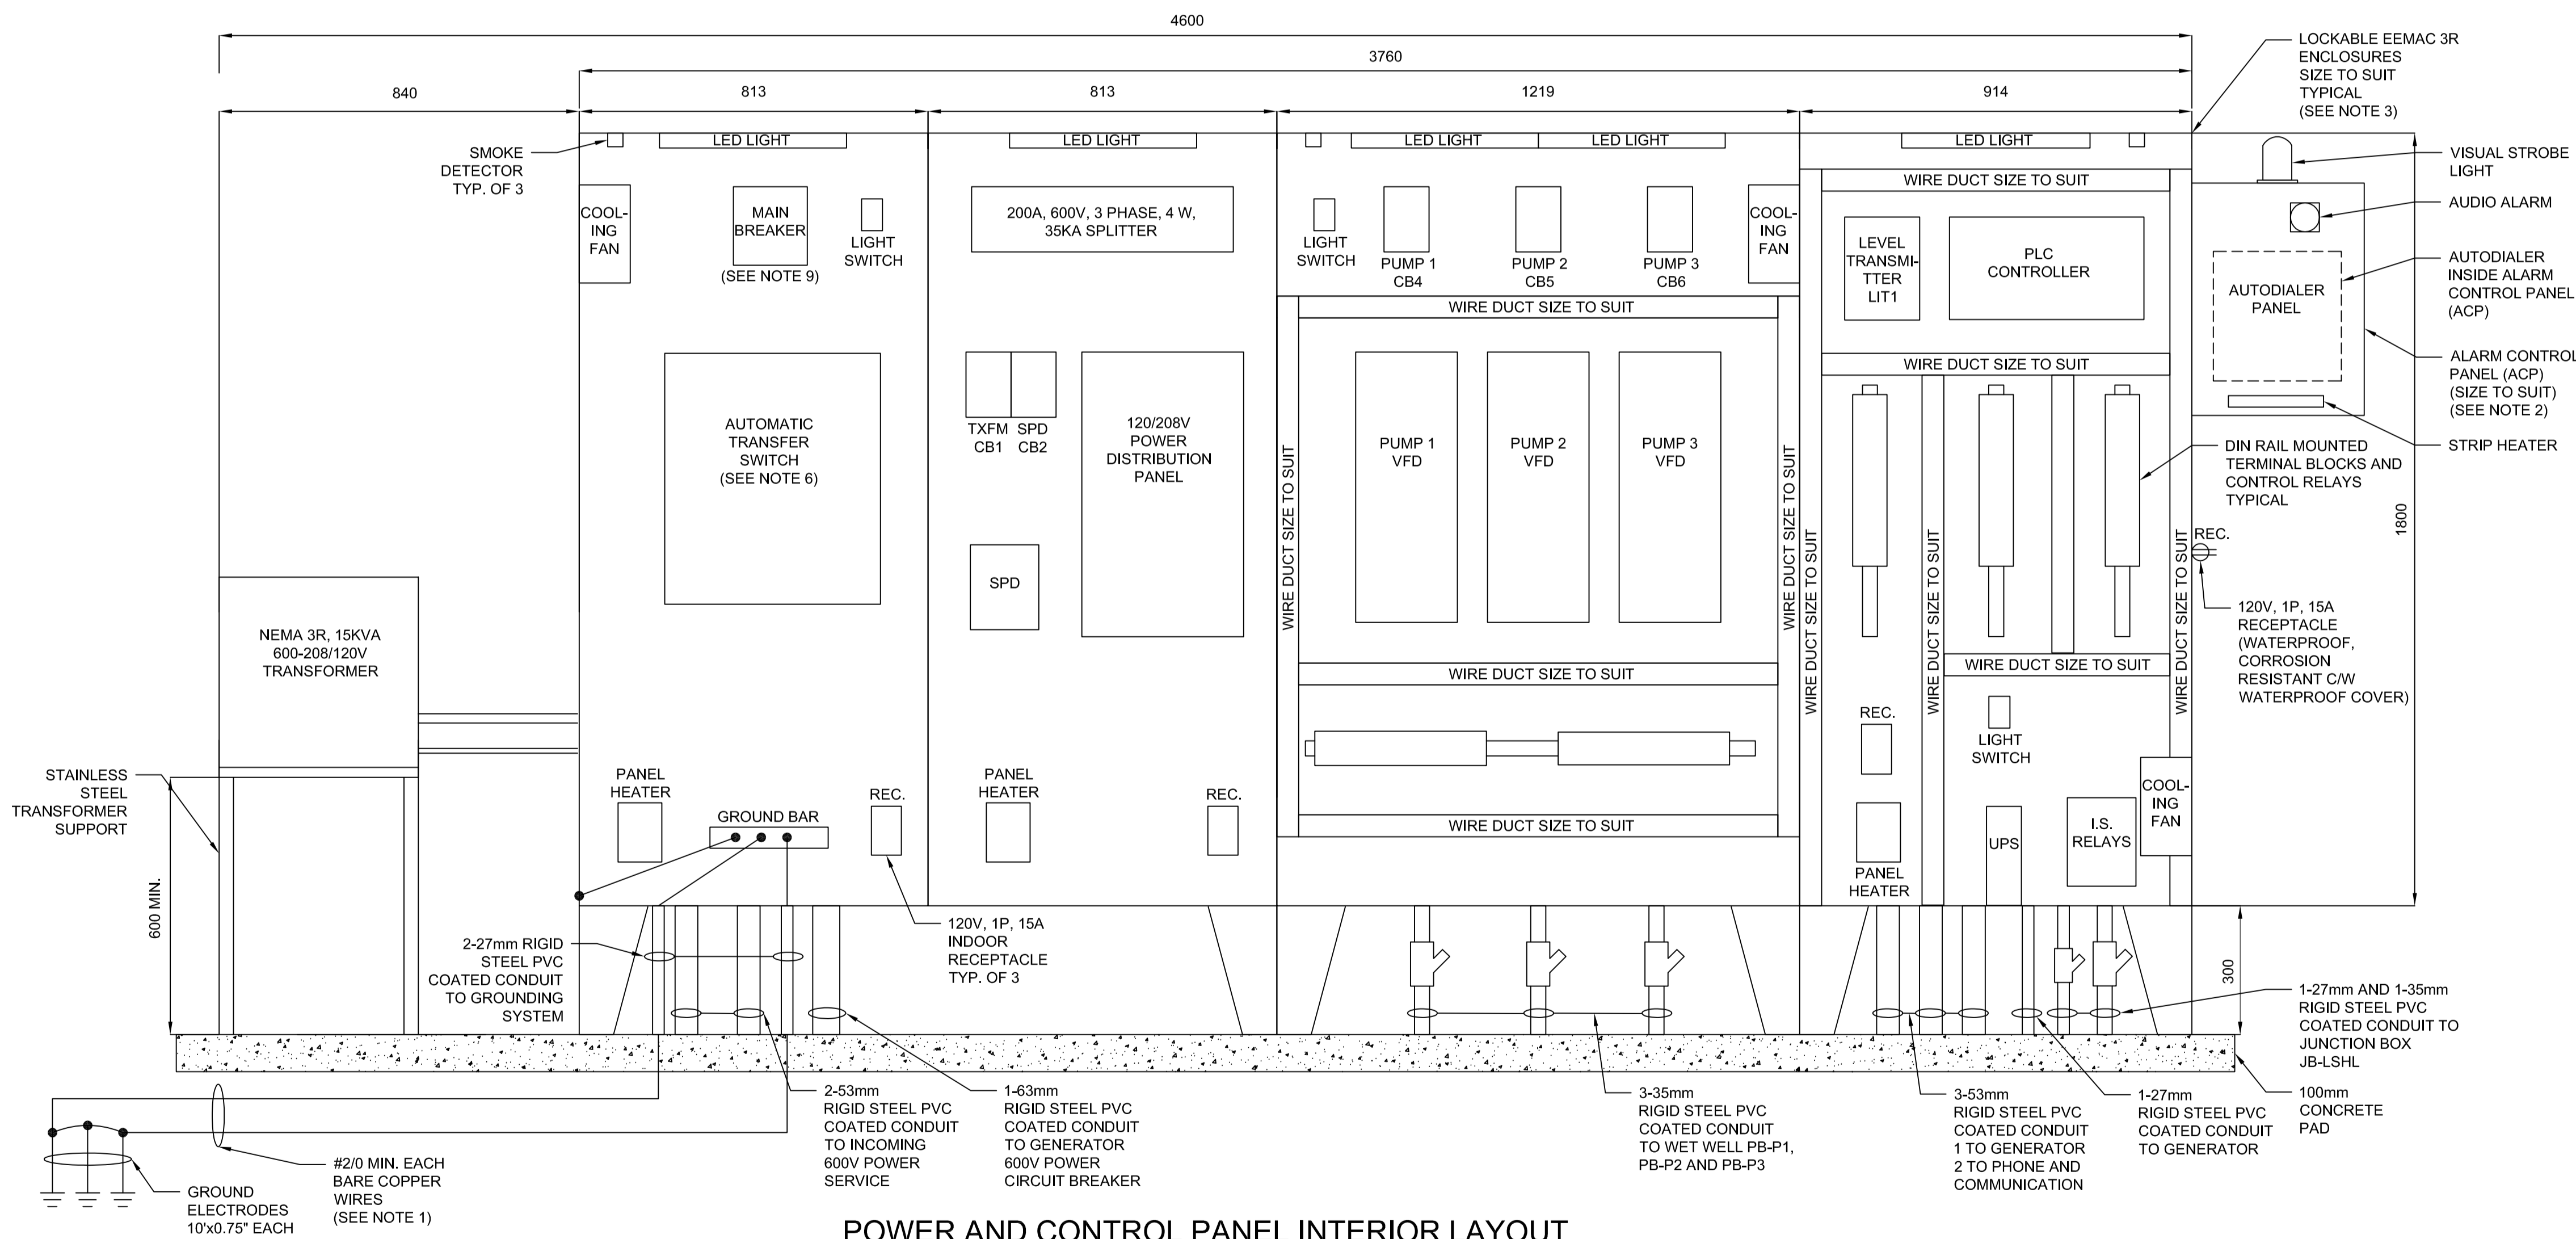 4600
3760
840
813
813
1219
914
LOCKABLE EEMAC 3R
ENCLOSURES
SIZE TO SUIT
TYPICAL
(SEE NOTE 3)
SMOKE
DETECTOR
TYP. OF 3
LED LIGHT
LED LIGHT
LED LIGHT
LED LIGHT
LED LIGHT
VISUAL STROBE
LIGHT
AUDIO ALARM
AUTODIALER
INSIDE ALARM
CONTROL PANEL
(ACP)
ALARM CONTROL
PANEL (ACP)
(SIZE TO SUIT)
(SEE NOTE 2)
STRIP HEATER
AUTODIALER
PANEL
COOL-
ING
FAN
MAIN
BREAKER
(SEE NOTE 9)
LIGHT
SWITCH
200A, 600V, 3 PHASE, 4 W,
35KA SPLITTER
LIGHT
SWITCH
PUMP 1
CB4
PUMP 2
CB5
PUMP 3
CB6
COOL-
ING
FAN
WIRE DUCT SIZE TO SUIT
LEVEL
TRANSMI-
TTER
LIT1
PLC
CONTROLLER
WIRE DUCT SIZE TO SUIT
WIRE DUCT SIZE TO SUIT
AUTOMATIC
TRANSFER
SWITCH
(SEE NOTE 6)
TXFM
CB1
SPD
CB2
120/208V
POWER
DISTRIBUTION
PANEL
SPD
WIRE DUCT SIZE TO SUIT
PUMP 1
VFD
PUMP 2
VFD
PUMP 3
VFD
WIRE DUCT SIZE TO SUIT
WIRE DUCT SIZE TO SUIT
WIRE DUCT SIZE TO SUIT
WIRE DUCT SIZE TO SUIT
DIN RAIL MOUNTED
TERMINAL BLOCKS AND
CONTROL RELAYS
TYPICAL
1800
REC.
120V, 1P, 15A
RECEPTACLE
(WATERPROOF,
CORROSION
RESISTANT C/W
WATERPROOF COVER)
NEMA 3R, 15KVA
600-208/120V
TRANSFORMER
WIRE DUCT SIZE TO SUIT
WIRE DUCT SIZE TO SUIT
WIRE DUCT SIZE TO SUIT
REC.
LIGHT
SWITCH
COOL-
ING
FAN
PANEL
HEATER
UPS
I.S.
RELAYS
STAINLESS
STEEL
TRANSFORMER
SUPPORT
600 MIN.
PANEL
HEATER
GROUND BAR
REC.
PANEL
HEATER
REC.
120V, 1P, 15A
INDOOR
RECEPTACLE
TYP. OF 3
2-27mm RIGID
STEEL PVC
COATED CONDUIT
TO GROUNDING
SYSTEM
300
1-27mm AND 1-35mm
RIGID STEEL PVC
COATED CONDUIT TO
JUNCTION BOX
JB-LSHL
2-53mm
RIGID STEEL PVC
COATED CONDUIT
TO INCOMING
600V POWER
SERVICE
1-63mm
RIGID STEEL PVC
COATED CONDUIT
TO GENERATOR
600V POWER
CIRCUIT BREAKER
3-35mm
RIGID STEEL PVC
COATED CONDUIT
TO WET WELL PB-P1,
PB-P2 AND PB-P3
3-53mm
RIGID STEEL PVC
COATED CONDUIT
1 TO GENERATOR
2 TO PHONE AND
COMMUNICATION
1-27mm
RIGID STEEL PVC
COATED CONDUIT
TO GENERATOR
100mm
CONCRETE
PAD
#2/0 MIN. EACH
BARE COPPER
WIRES
(SEE NOTE 1)
GROUND
ELECTRODES
10'x0.75" EACH
POWER AND CONTROL PANEL INTERIOR LAYOUT